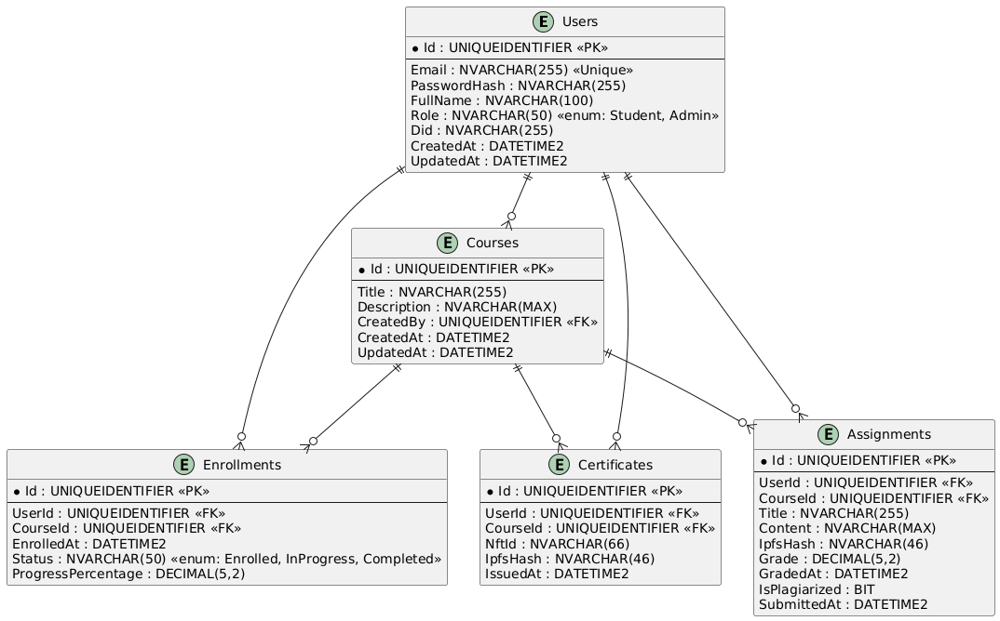 E Users
* Id : UNIQUEIDENTIFIER «PK»
Email : NVARCHAR(255) «Unique»
PasswordHash : NVARCHAR(255)
FullName : NVARCHAR(100)
Role : NVARCHAR(50) «enum: Student, Admin»
Did : NVARCHAR(255)
CreatedAt : DATETIME2
UpdatedAt : DATETIME2
E Courses
* Id : UNIQUEIDENTIFIER «PK»
Title : NVARCHAR(255)
Description : NVARCHAR(MAX)
CreatedBy : UNIQUEIDENTIFIER «FK»
CreatedAt : DATETIME2
UpdatedAt : DATETIME2
E Enrollments
* Id : UNIQUEIDENTIFIER «PK»
UserId : UNIQUEIDENTIFIER «FK»
CourseId : UNIQUEIDENTIFIER «FK»
EnrolledAt : DATETIME2
Status : NVARCHAR(50) «enum: Enrolled, InProgress, Completed»
ProgressPercentage : DECIMAL(5,2)
E Certificates
* Id : UNIQUEIDENTIFIER «PK»
UserId : UNIQUEIDENTIFIER «FK»
CourseId : UNIQUEIDENTIFIER «FK»
NftId : NVARCHAR(66)
IpfsHash : NVARCHAR(46)
IssuedAt : DATETIME2
E Assignments
* Id : UNIQUEIDENTIFIER «PK»
UserId : UNIQUEIDENTIFIER «FK»
CourseId : UNIQUEIDENTIFIER «FK»
Title : NVARCHAR(255)
Content : NVARCHAR(MAX)
IpfsHash : NVARCHAR(46)
Grade : DECIMAL(5,2)
GradedAt : DATETIME2
IsPlagiarized : BIT
SubmittedAt : DATETIME2